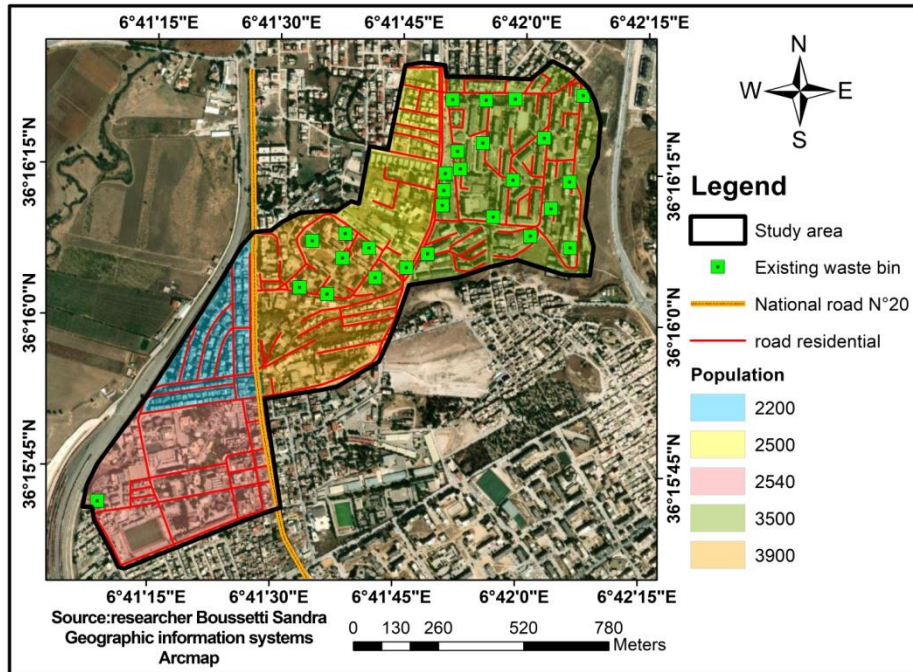 6°41'15"E 6°41'30"E 6°41'45"E 6°42'0"E 6°42'15"E
36°16'15"N
36°16'0"N
36°15'45"N
36°16'15"N
36°16'0"N
36°15'45"N
6°41'15"E 6°41'30"E 6°41'45"E 6°42'0"E 6°42'15"E
N
W E
S
Legend
Study area
Existing waste bin
National road N°20
road residential
Population
2200
2500
2540
3500
3900
Source:researcher Boussetti Sandra
Geographic information systems
Arcmap
0 130 260 520 780
Meters